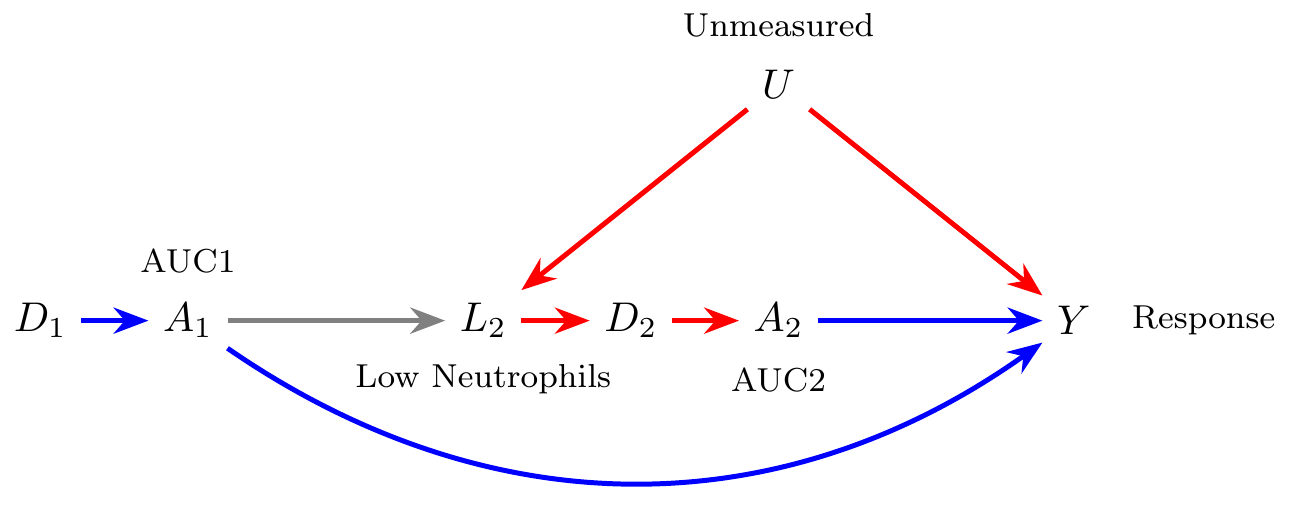 Unmeasured
U
AUC1
D₁ A₁ L₂ D₂ A₂ Y Response
Low Neutrophils AUC2